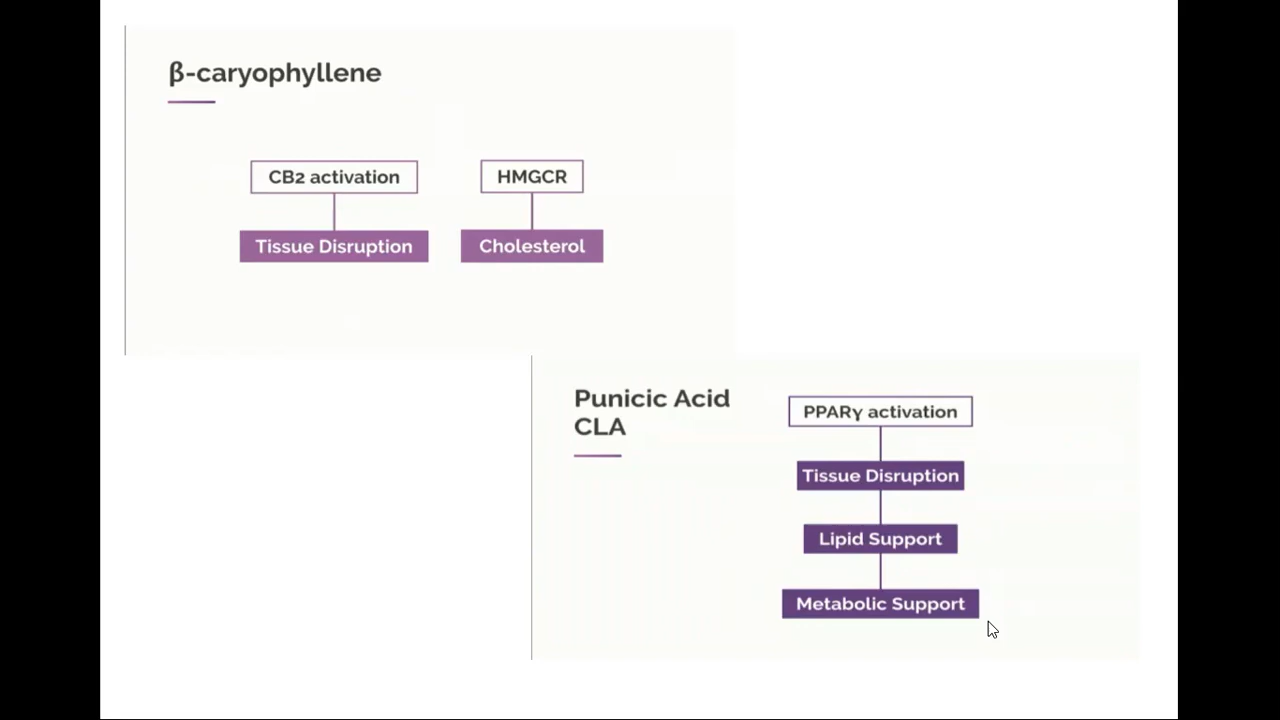 β-caryophyllene
CB2 activation
HMGCR
Tissue Disruption
Cholesterol
Punicic Acid
CLA
PPARγ activation
Tissue Disruption
Lipid Support
Metabolic Support